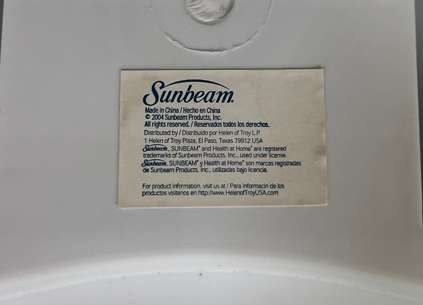 Sunbeam®
Made in China / Hecho en China
© 2004 Sunbeam Products, Inc.
All rights reserved. / Reservados todos los derechos.
Distributed by / Distribuido por Helen of Troy L.P.
1 Helen of Troy Plaza, El Paso, Texas 79912 USA
Sunbeam, SUNBEAM® and Health at Home® are registered
trademarks of Sunbeam Products, Inc., used under license.
Sunbeam, SUNBEAM® y Health at Home® son marcas registradas
de Sunbeam Products, Inc., utilizadas bajo licencia.
For product information, visit us at / Para informacin de los
productos visitenos en http://www.HelenofTroyUSA.com